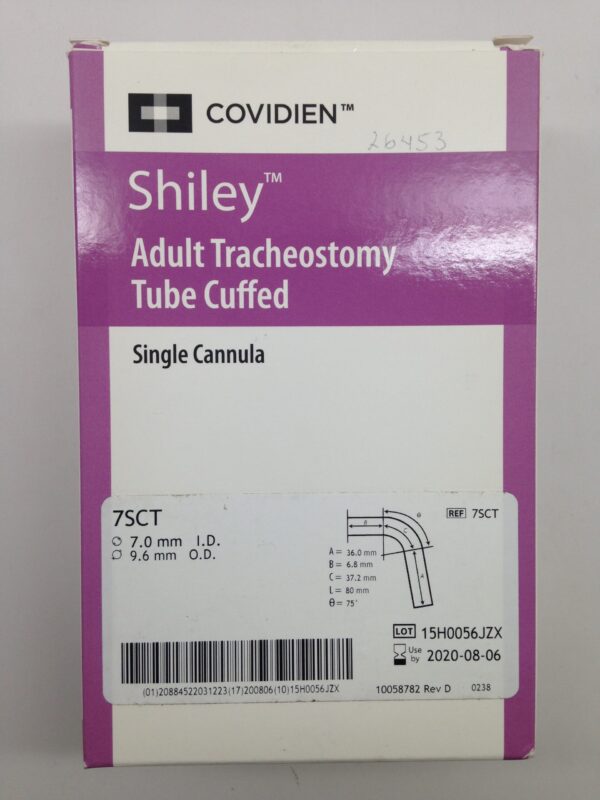 COVIDIEN™
26453
Shiley™
Adult Tracheostomy
Tube Cuffed
Single Cannula
7SCT
7.0 mm I.D.
9.6 mm O.D.
A = 36.0 mm
B = 6.8 mm
C = 37.2 mm
L = 80 mm
θ = 75°
B
C
θ
A
REF 7SCT
LOT 15H0056JZX
Use by 2020-08-06
(01)20884522031223(17)200806(10)15H0056JZX
10058782 Rev D 0238